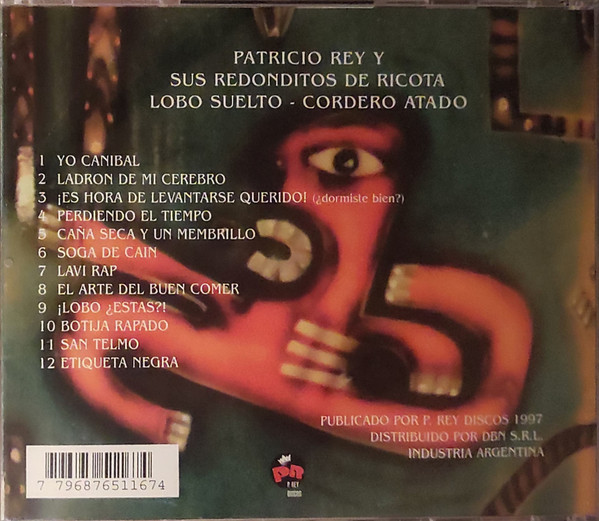 PATRICIO REY Y
SUS REDONDITOS DE RICOTA
LOBO SUELTO - CORDERO ATADO
1 YO CANIBAL
2 LADRON DE MI CEREBRO
3 ¡ES HORA DE LEVANTARSE QUERIDO! (¿dormiste bien?)
4 PERDIENDO EL TIEMPO
5 CAÑA SECA Y UN MEMBRILLO
6 SOGA DE CAIN
7 LAVI RAP
8 EL ARTE DEL BUEN COMER
9 ¡LOBO ¿ESTAS?!
10 BOTIJA RAPADO
11 SAN TELMO
12 ETIQUETA NEGRA
PUBLICADO POR P. REY DISCOS 1997
DISTRIBUIDO POR DBN S.R.L.
INDUSTRIA ARGENTINA
7 796876511674
PR
P. REY